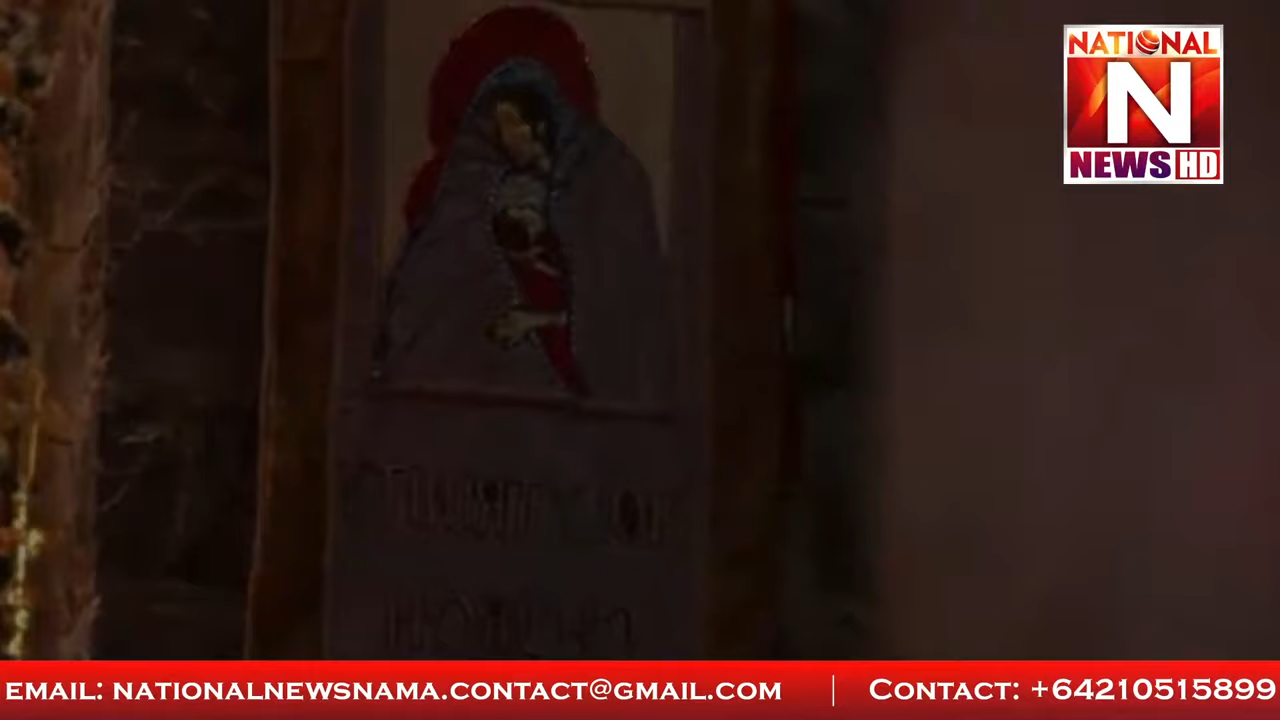 NATIONAL
N
NEWS HD
EMAIL: NATIONALNEWSNAMA.CONTACT@GMAIL.COM | CONTACT: +64210515899